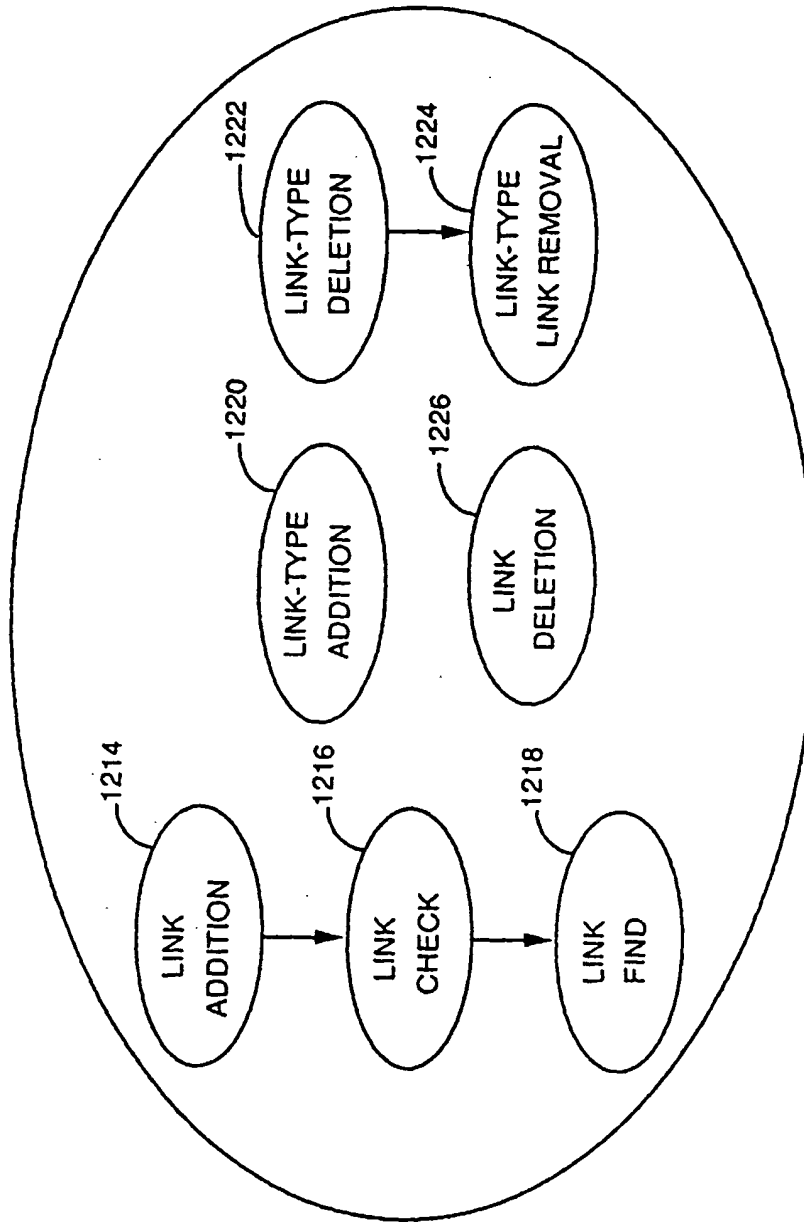 1214
LINK
ADDITION
1216
LINK
CHECK
1218
LINK
FIND
1220
LINK-TYPE
ADDITION
1226
LINK
DELETION
1222
LINK-TYPE
DELETION
1224
LINK-TYPE
LINK REMOVAL